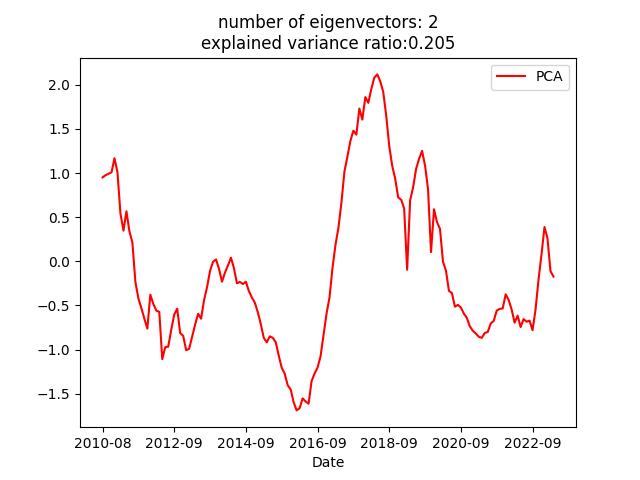 number of eigenvectors: 2
explained variance ratio:0.205
PCA
2.0
1.5
1.0
0.5
0.0
−0.5
−1.0
−1.5
2010-08 2012-09 2014-09 2016-09 2018-09 2020-09 2022-09
Date